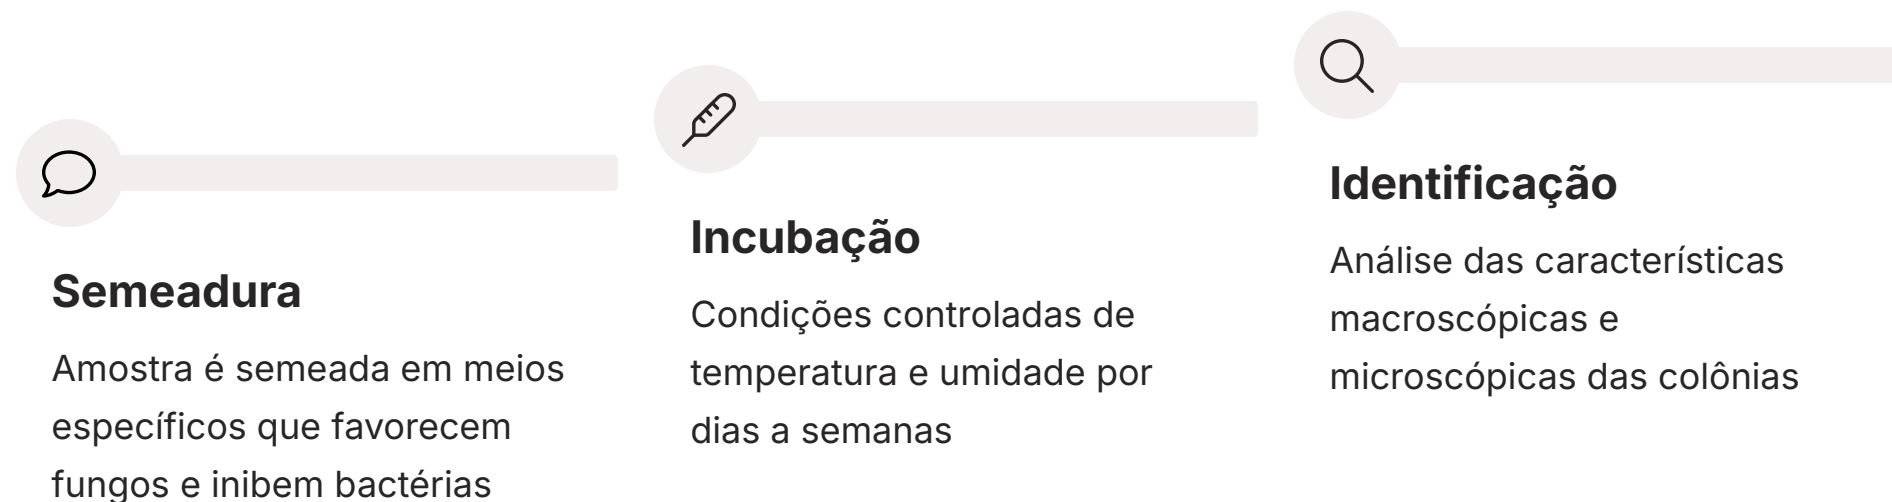 Semeadura
Amostra é semeada em meios
específicos que favorecem
fungos e inibem bactérias
Incubação
Condições controladas de
temperatura e umidade por
dias a semanas
Identificação
Análise das características
macroscópicas e
microscópicas das colônias